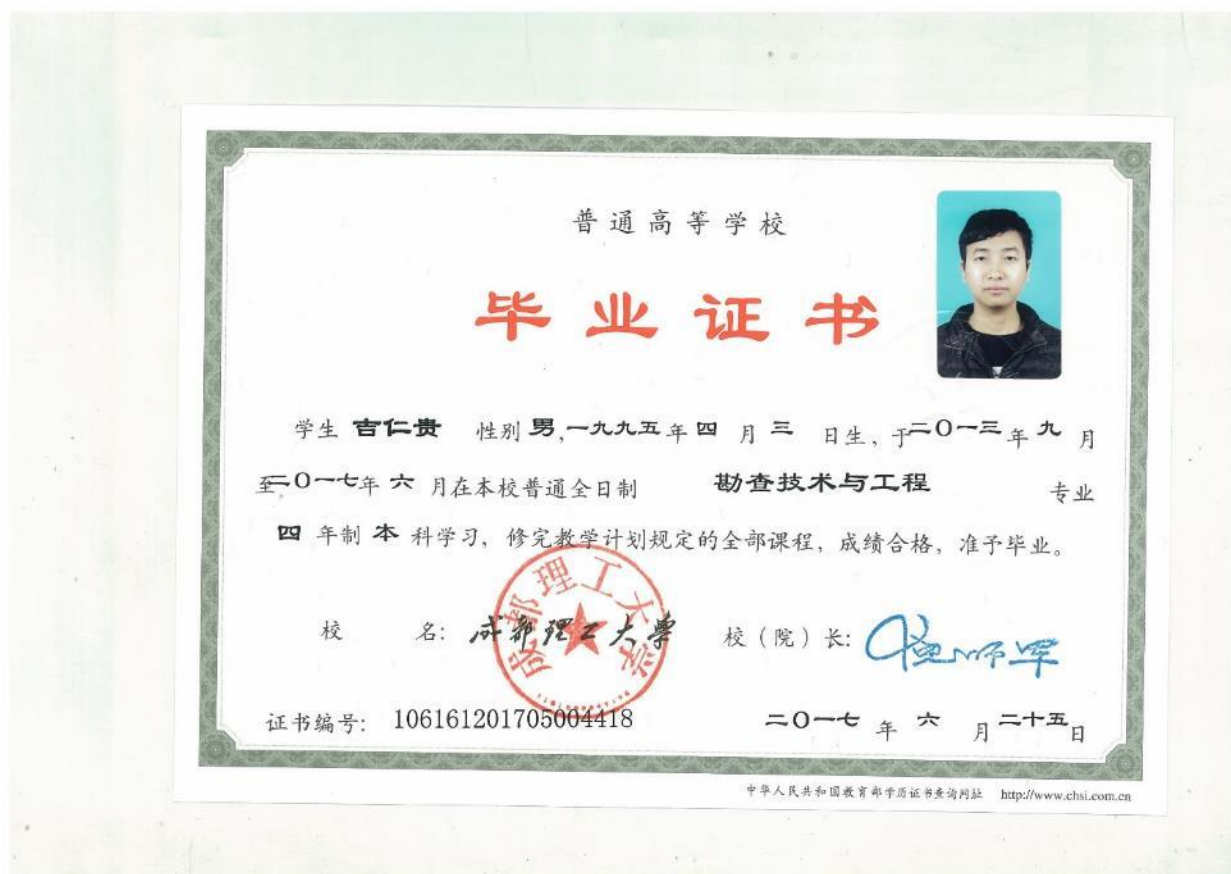 普通高等学校
毕业证书
学生 吉仁贵 性别 男,一九九五年 四 月 三 日生、于二〇一三年 九 月
至二〇一七年 六 月在本校普通全日制 勘查技术与工程 专业
四 年制 本 科学习，修完教学计划规定的全部课程，成绩合格，准予毕业。
成都理工大学
校 名: 成都理工大學 校（院）长:
证书编号: 106161201705004418 二〇一七 年 六 月 二十五日
中华人民共和国教育部学历证书查询网址 http://www.chsi.com.cn